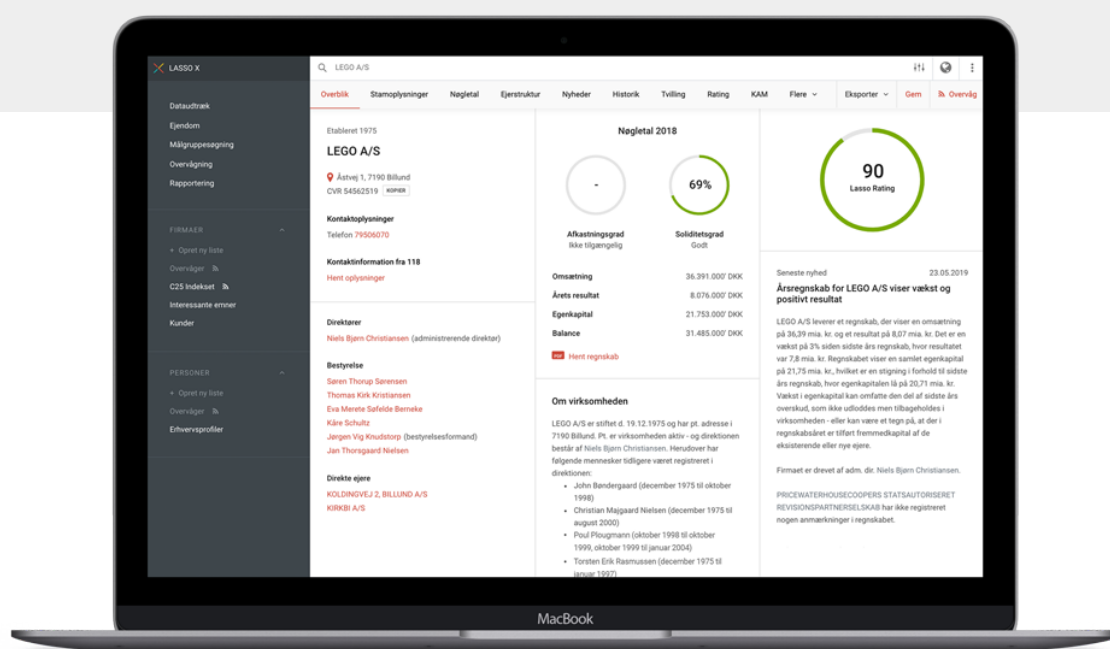 LASSO X
LEGO A/S
Dataudtræk
Ejendom
Målgruppesøgning
Overvågning
Rapportering
FIRMAER
+ Opret ny liste
Overvåger
C25 Indekset
Interessante emner
Kunder
PERSONER
+ Opret ny liste
Overvåger
Erhvervsprofiler
Overblik Stamoplysninger Nøgletal Ejerstruktur Nyheder Historik Tvilling Rating KAM Flere Eksporter Gem Overvåg
Etableret 1975
LEGO A/S
Åstvej 1, 7190 Billund
CVR 54562519 KOPIER
Kontaktoplysninger
Telefon 79506070
Kontaktinformation fra 118
Hent oplysninger
Direktører
Niels Bjørn Christiansen (administrerende direktør)
Bestyrelse
Søren Thorup Sørensen
Thomas Kirk Kristiansen
Eva Merete Søfelde Berneke
Kåre Schultz
Jørgen Vig Knudstorp (bestyrelsesformand)
Jan Thorsgaard Nielsen
Direkte ejere
KOLDINGVEJ 2, BILLUND A/S
KIRKBI A/S
Nøgletal 2018
-
69%
Afkastningsgrad
Ikke tilgængelig
Soliditetsgrad
Godt
Omsætning 36.391.000' DKK
Årets resultat 8.076.000' DKK
Egenkapital 21.753.000' DKK
Balance 31.485.000' DKK
Hent regnskab
Om virksomheden
LEGO A/S er stiftet d. 19.12.1975 og har pt. adresse i
7190 Billund. Pt. er virksomheden aktiv - og direktionen
består af Niels Bjørn Christiansen. Herudover har
følgende mennesker tidligere været registreret i
direktionen:
• John Bøndergaard (december 1975 til oktober
1998)
• Christian Majgaard Nielsen (december 1975 til
august 2000)
• Poul Plougmann (oktober 1998 til oktober
1999, oktober 1999 til januar 2004)
• Torsten Erik Rasmussen (december 1975 til
januar 1997)
90
Lasso Rating
Seneste nyhed 23.05.2019
Årsregnskab for LEGO A/S viser vækst og
positivt resultat
LEGO A/S leverer et regnskab, der viser en omsætning
på 36,39 mia. kr. og et resultat på 8,07 mia. kr. Det er en
vækst på 3% siden sidste års regnskab, hvor resultatet
var 7,8 mia. kr. Regnskabet viser en samlet egenkapital
på 21,75 mia. kr., hvilket er en stigning i forhold til sidste
års regnskab, hvor egenkapitalen lå på 20,71 mia. kr.
Vækst i egenkapital kan omfatte den del af sidste års
overskud, som ikke udloddes men tilbageholdes i
virksomheden - eller kan være et tegn på, at der i
regnskabsåret er tilført fremmedkapital af de
eksisterende eller nye ejere.
Firmaet er drevet af adm. dir. Niels Bjørn Christiansen.
PRICEWATERHOUSECOOPERS STATSAUTORISERET
REVISIONSPARTNERSELSKAB har ikke registreret
nogen anmærkninger i regnskabet.
MacBook